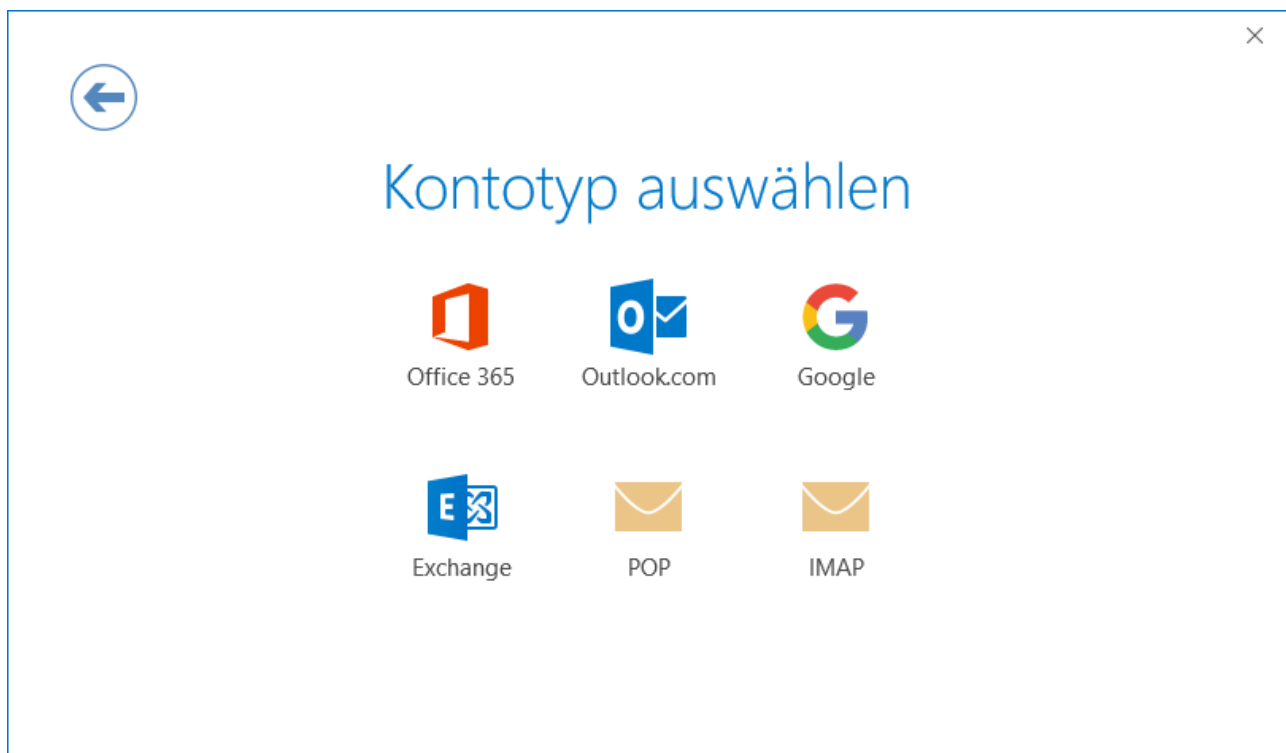 Kontotyp auswählen
Office 365
Outlook.com
Google
Exchange
POP
IMAP